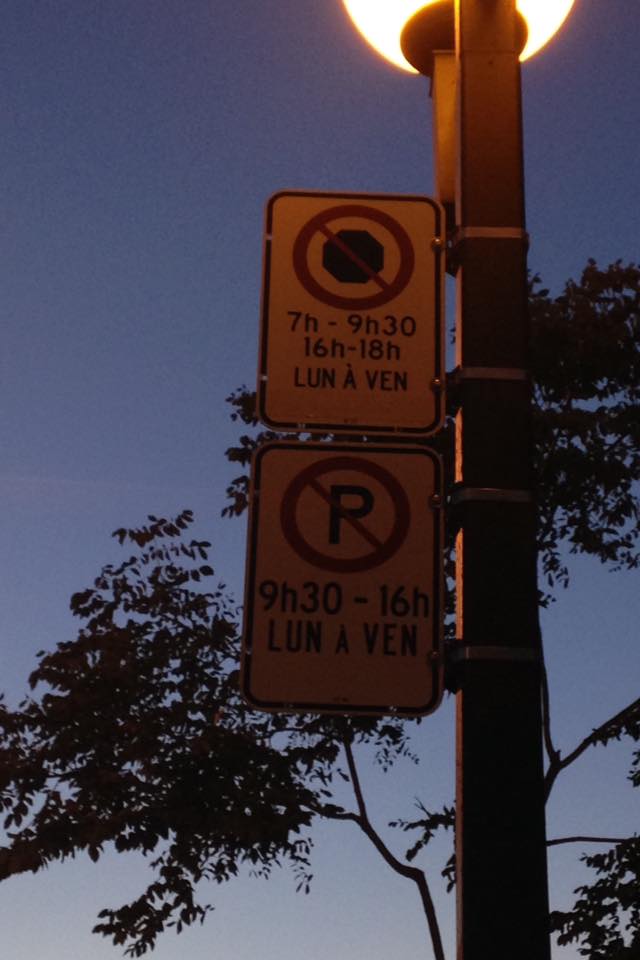 7h - 9h30
16h-18h
LUN À VEN
P
9h30 - 16h
LUN À VEN